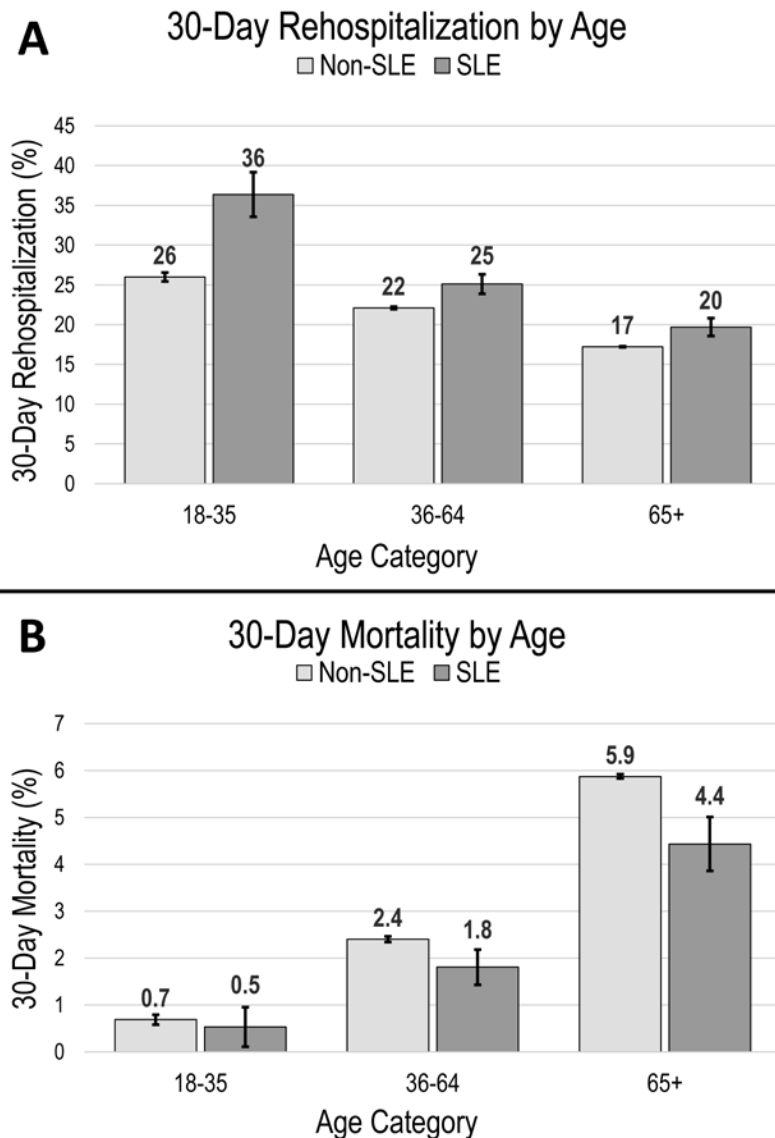 A
30-Day Rehospitalization by Age
Non-SLE SLE
30-Day Rehospitalization (%)
45
40
35
30
25
20
15
10
5
0
26
36
22
25
17
20
18-35 36-64 65+
Age Category
B
30-Day Mortality by Age
Non-SLE SLE
30-Day Mortality (%)
7
6
5
4
3
2
1
0
0.7
0.5
2.4
1.8
5.9
4.4
18-35 36-64 65+
Age Category